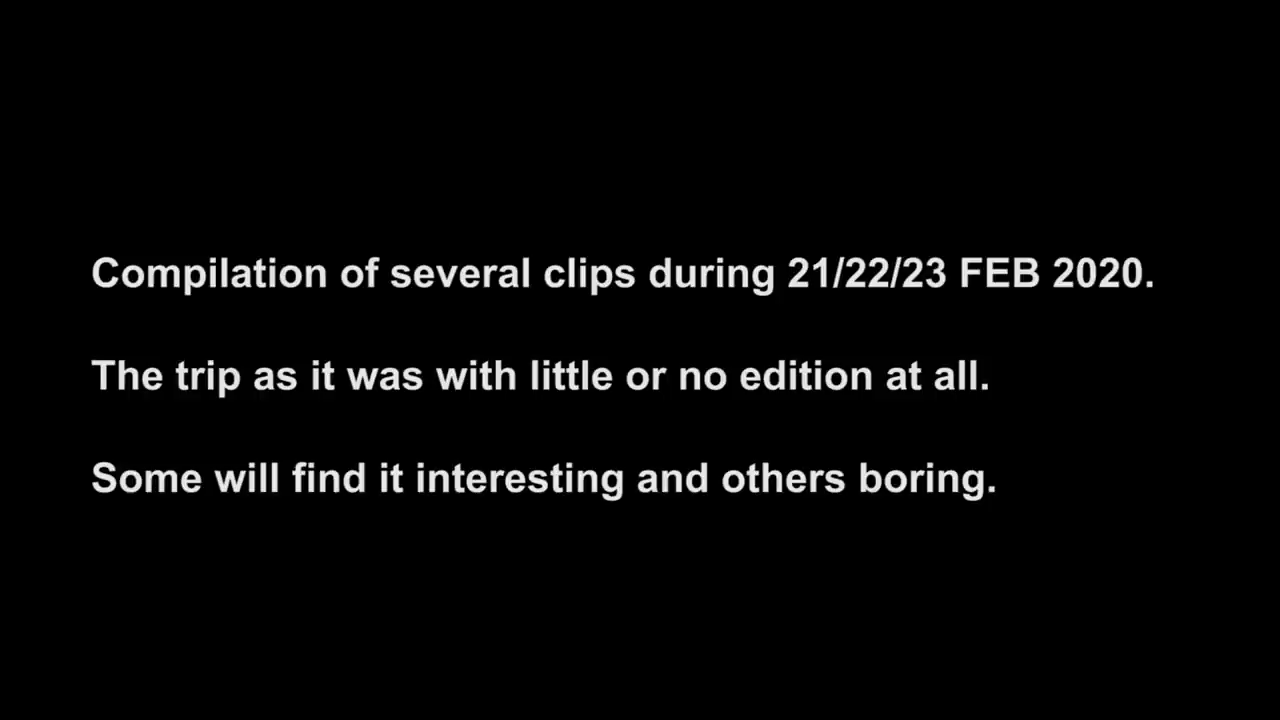 Compilation of several clips during 21/22/23 FEB 2020.
The trip as it was with little or no edition at all.
Some will find it interesting and others boring.